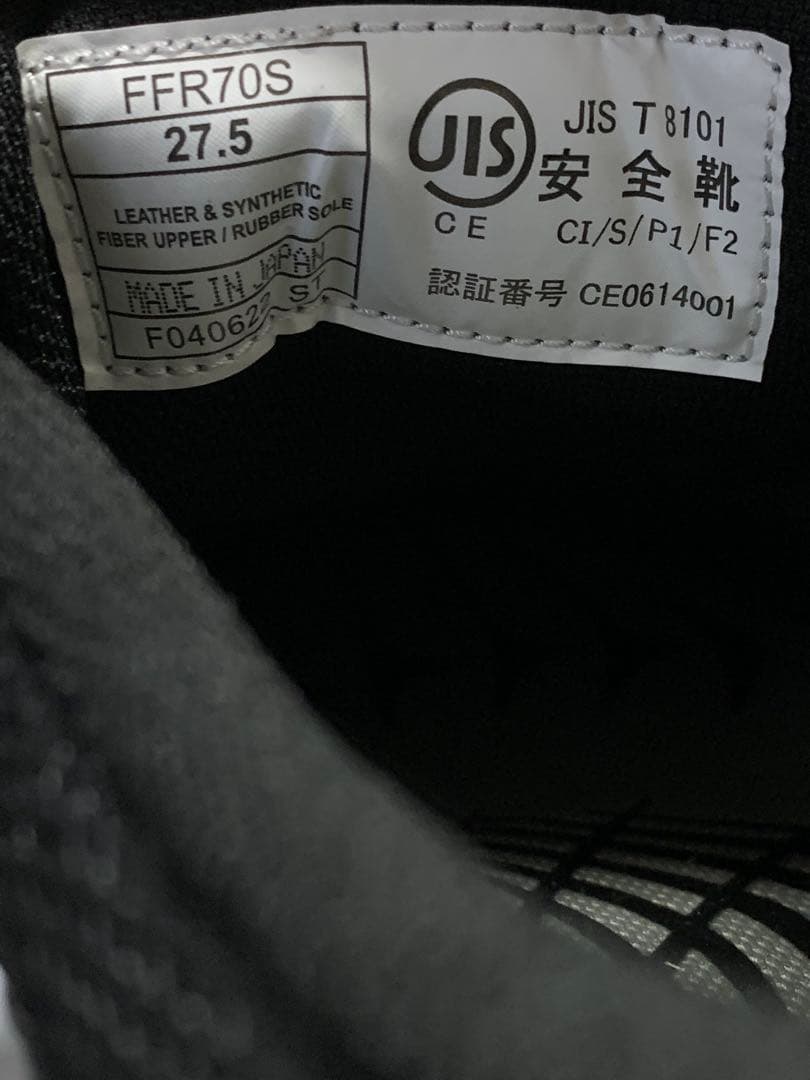 FFR70S
27.5
LEATHER & SYNTHETIC
FIBER UPPER / RUBBER SOLE
MADE IN JAPAN
ST
JIS
JIS T 8101
安全靴
CE
CI/S/P1/F2
認証番号 CE0614001